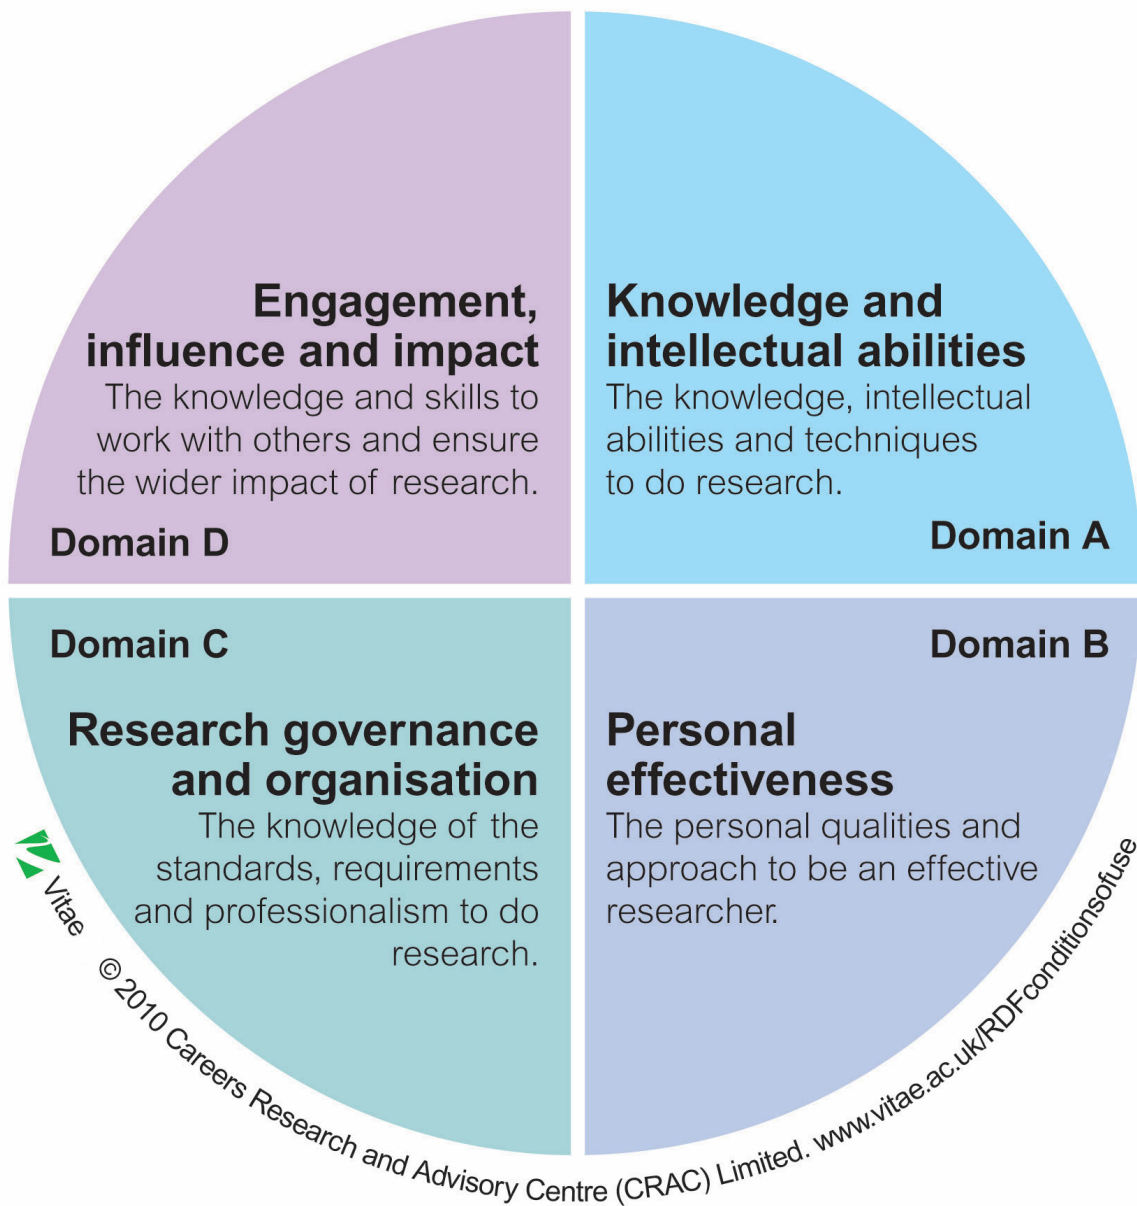 Engagement,
influence and impact
The knowledge and skills to
work with others and ensure
the wider impact of research.
Domain D
Knowledge and
intellectual abilities
The knowledge, intellectual
abilities and techniques
to do research.
Domain A
Domain C
Research governance
and organisation
The knowledge of the
standards, requirements
and professionalism to do
research.
Domain B
Personal
effectiveness
The personal qualities and
approach to be an effective
researcher.
Vitae © 2010 Careers Research and Advisory Centre (CRAC) Limited. www.vitae.ac.uk/RDFconditionsofuse